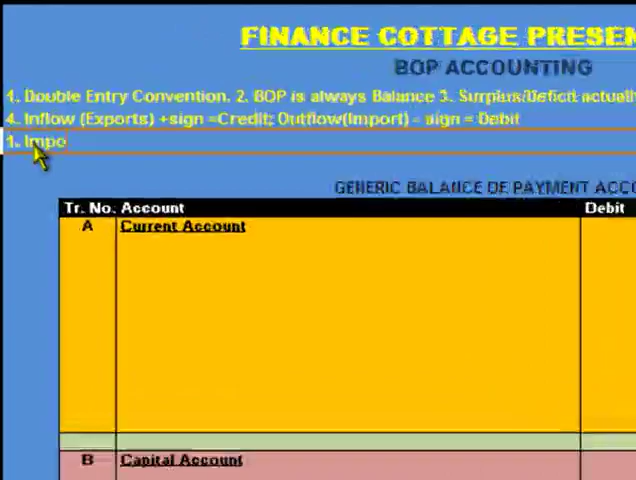 FINANCE COTTAGE PRESEN
BOP ACCOUNTING
1. Double Entry Convention. 2. BOP is always Balance 3. Surplus/Deficit actually
4. Inflow (Exports) +sign =Credit; Outflow(Import) - sign = Debit
1. Impo
GENERIC BALANCE OF PAYMENT ACCO
Tr. No. Account Debit
A Current Account
B Capital Account